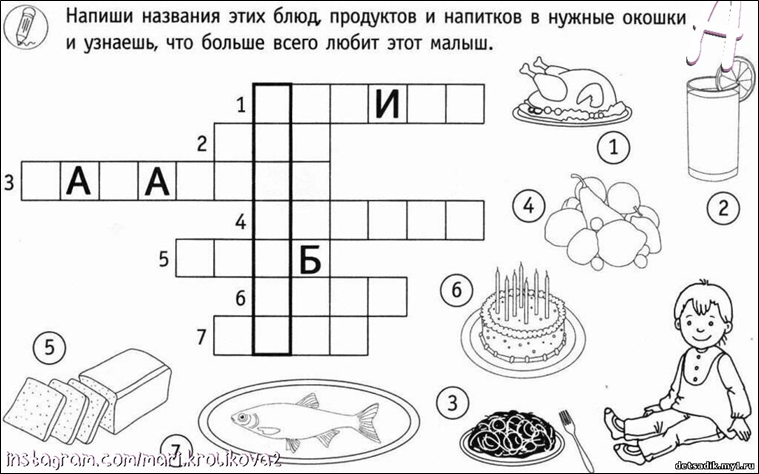 Напиши названия этих блюд, продуктов и напитков в нужные окошки
и узнаешь, что больше всего любит этот малыш.
1 И
2
3 А А
4
5 Б
6
7
1
2
4
6
5
3
7
instagram.com/mari.krolikova2
detsadik.my1.ru